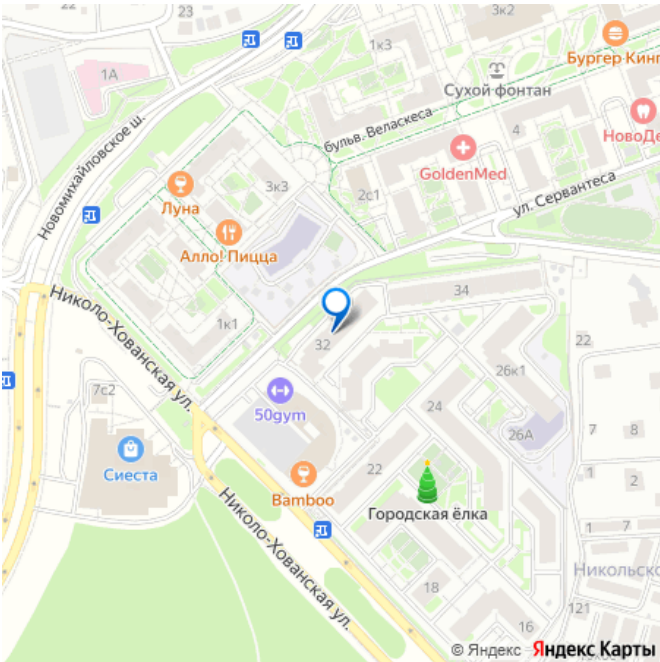 22
23
3к2
1к3
1А
Бургер Кинг
Сухой фонтан
Новомихайловское ш.
бульв. Веласкеса
4
НовоДе
GoldenMed
3к3
2с1
Луна
ул. Сервантеса
Алло! Пицца
34
Николо-Хованская ул.
1к1
32
22
26к1
7с2
24
50gym
26А
7
8
Сиеста
22
1
2
Bamboo
Городская ёлка
Николо-Хованская ул.
1
7
Никольско
18
121
16
© Яндекс Яндекс Карты